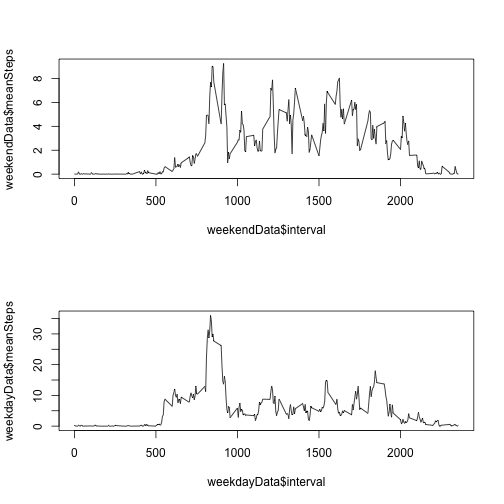 weekendData$meanSteps
8
6
4
2
0
0 500 1000 1500 2000
weekendData$interval
weekdayData$meanSteps
30
20
10
0
0 500 1000 1500 2000
weekdayData$interval